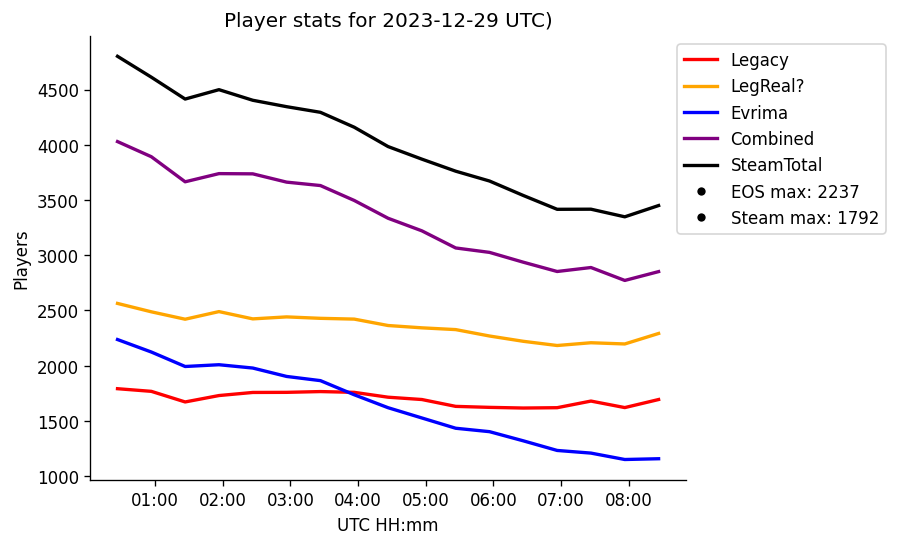 Player stats for 2023-12-29 UTC)
Legacy
LegReal?
Evrima
Combined
SteamTotal
EOS max: 2237
Steam max: 1792
Players
4500
4000
3500
3000
2500
2000
1500
1000
01:00 02:00 03:00 04:00 05:00 06:00 07:00 08:00
UTC HH:mm